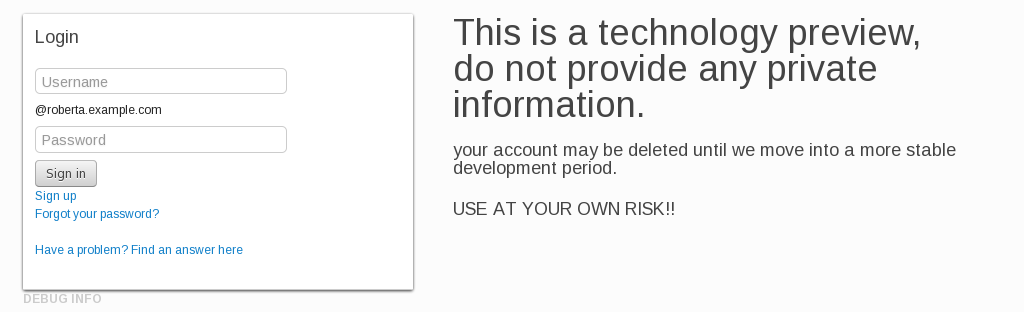 Login
Username
@roberta.example.com
Password
Sign in
Sign up
Forgot your password?
Have a problem? Find an answer here
DEBUG INFO
This is a technology preview,
do not provide any private
information.
your account may be deleted until we move into a more stable
development period.
USE AT YOUR OWN RISK!!